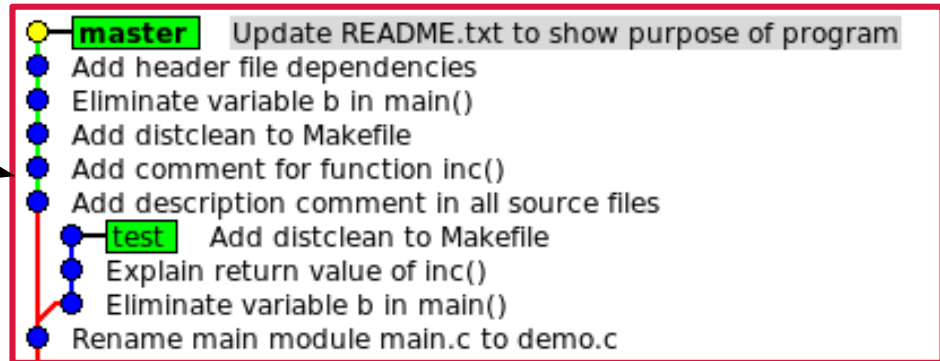 master Update README.txt to show purpose of program
Add header file dependencies
Eliminate variable b in main()
Add distclean to Makefile
Add comment for function inc()
Add description comment in all source files
test Add distclean to Makefile
Explain return value of inc()
Eliminate variable b in main()
Rename main module main.c to demo.c